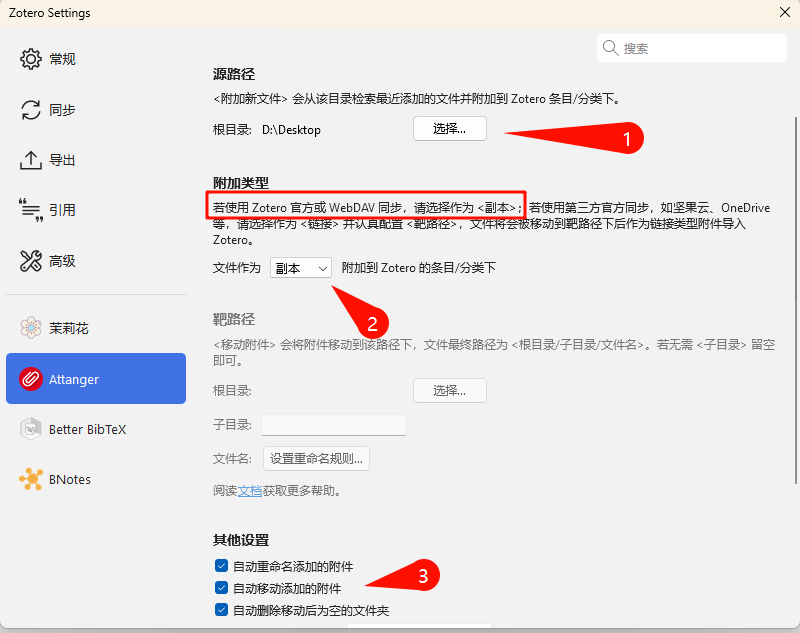 Zotero Settings
搜索
常规
同步
导出
引用
高级
茉莉花
Attanger
Better BibTeX
BNotes
源路径
<附加新文件> 会从该目录检索最近添加的文件并附加到 Zotero 条目/分类下。
根目录: D:\Desktop 选择...
1
附加类型
若使用 Zotero 官方或 WebDAV 同步，请选择作为 <副本>；若使用第三方官方同步，如坚果云、OneDrive
等，请选择作为 <链接> 并认真配置 <靶路径>，文件将会被移动到靶路径下后作为链接类型附件导入
Zotero。
文件作为 副本 附加到 Zotero 的条目/分类下
2
靶路径
<移动附件> 会将附件移动到该路径下，文件最终路径为 <根目录/子目录/文件名>。若无需 <子目录> 留空
即可。
根目录: 选择...
子目录:
文件名: 设置重命名规则...
阅读文档获取更多帮助。
其他设置
自动重命名添加的附件
自动移动添加的附件
3
自动删除移动后为空的文件夹